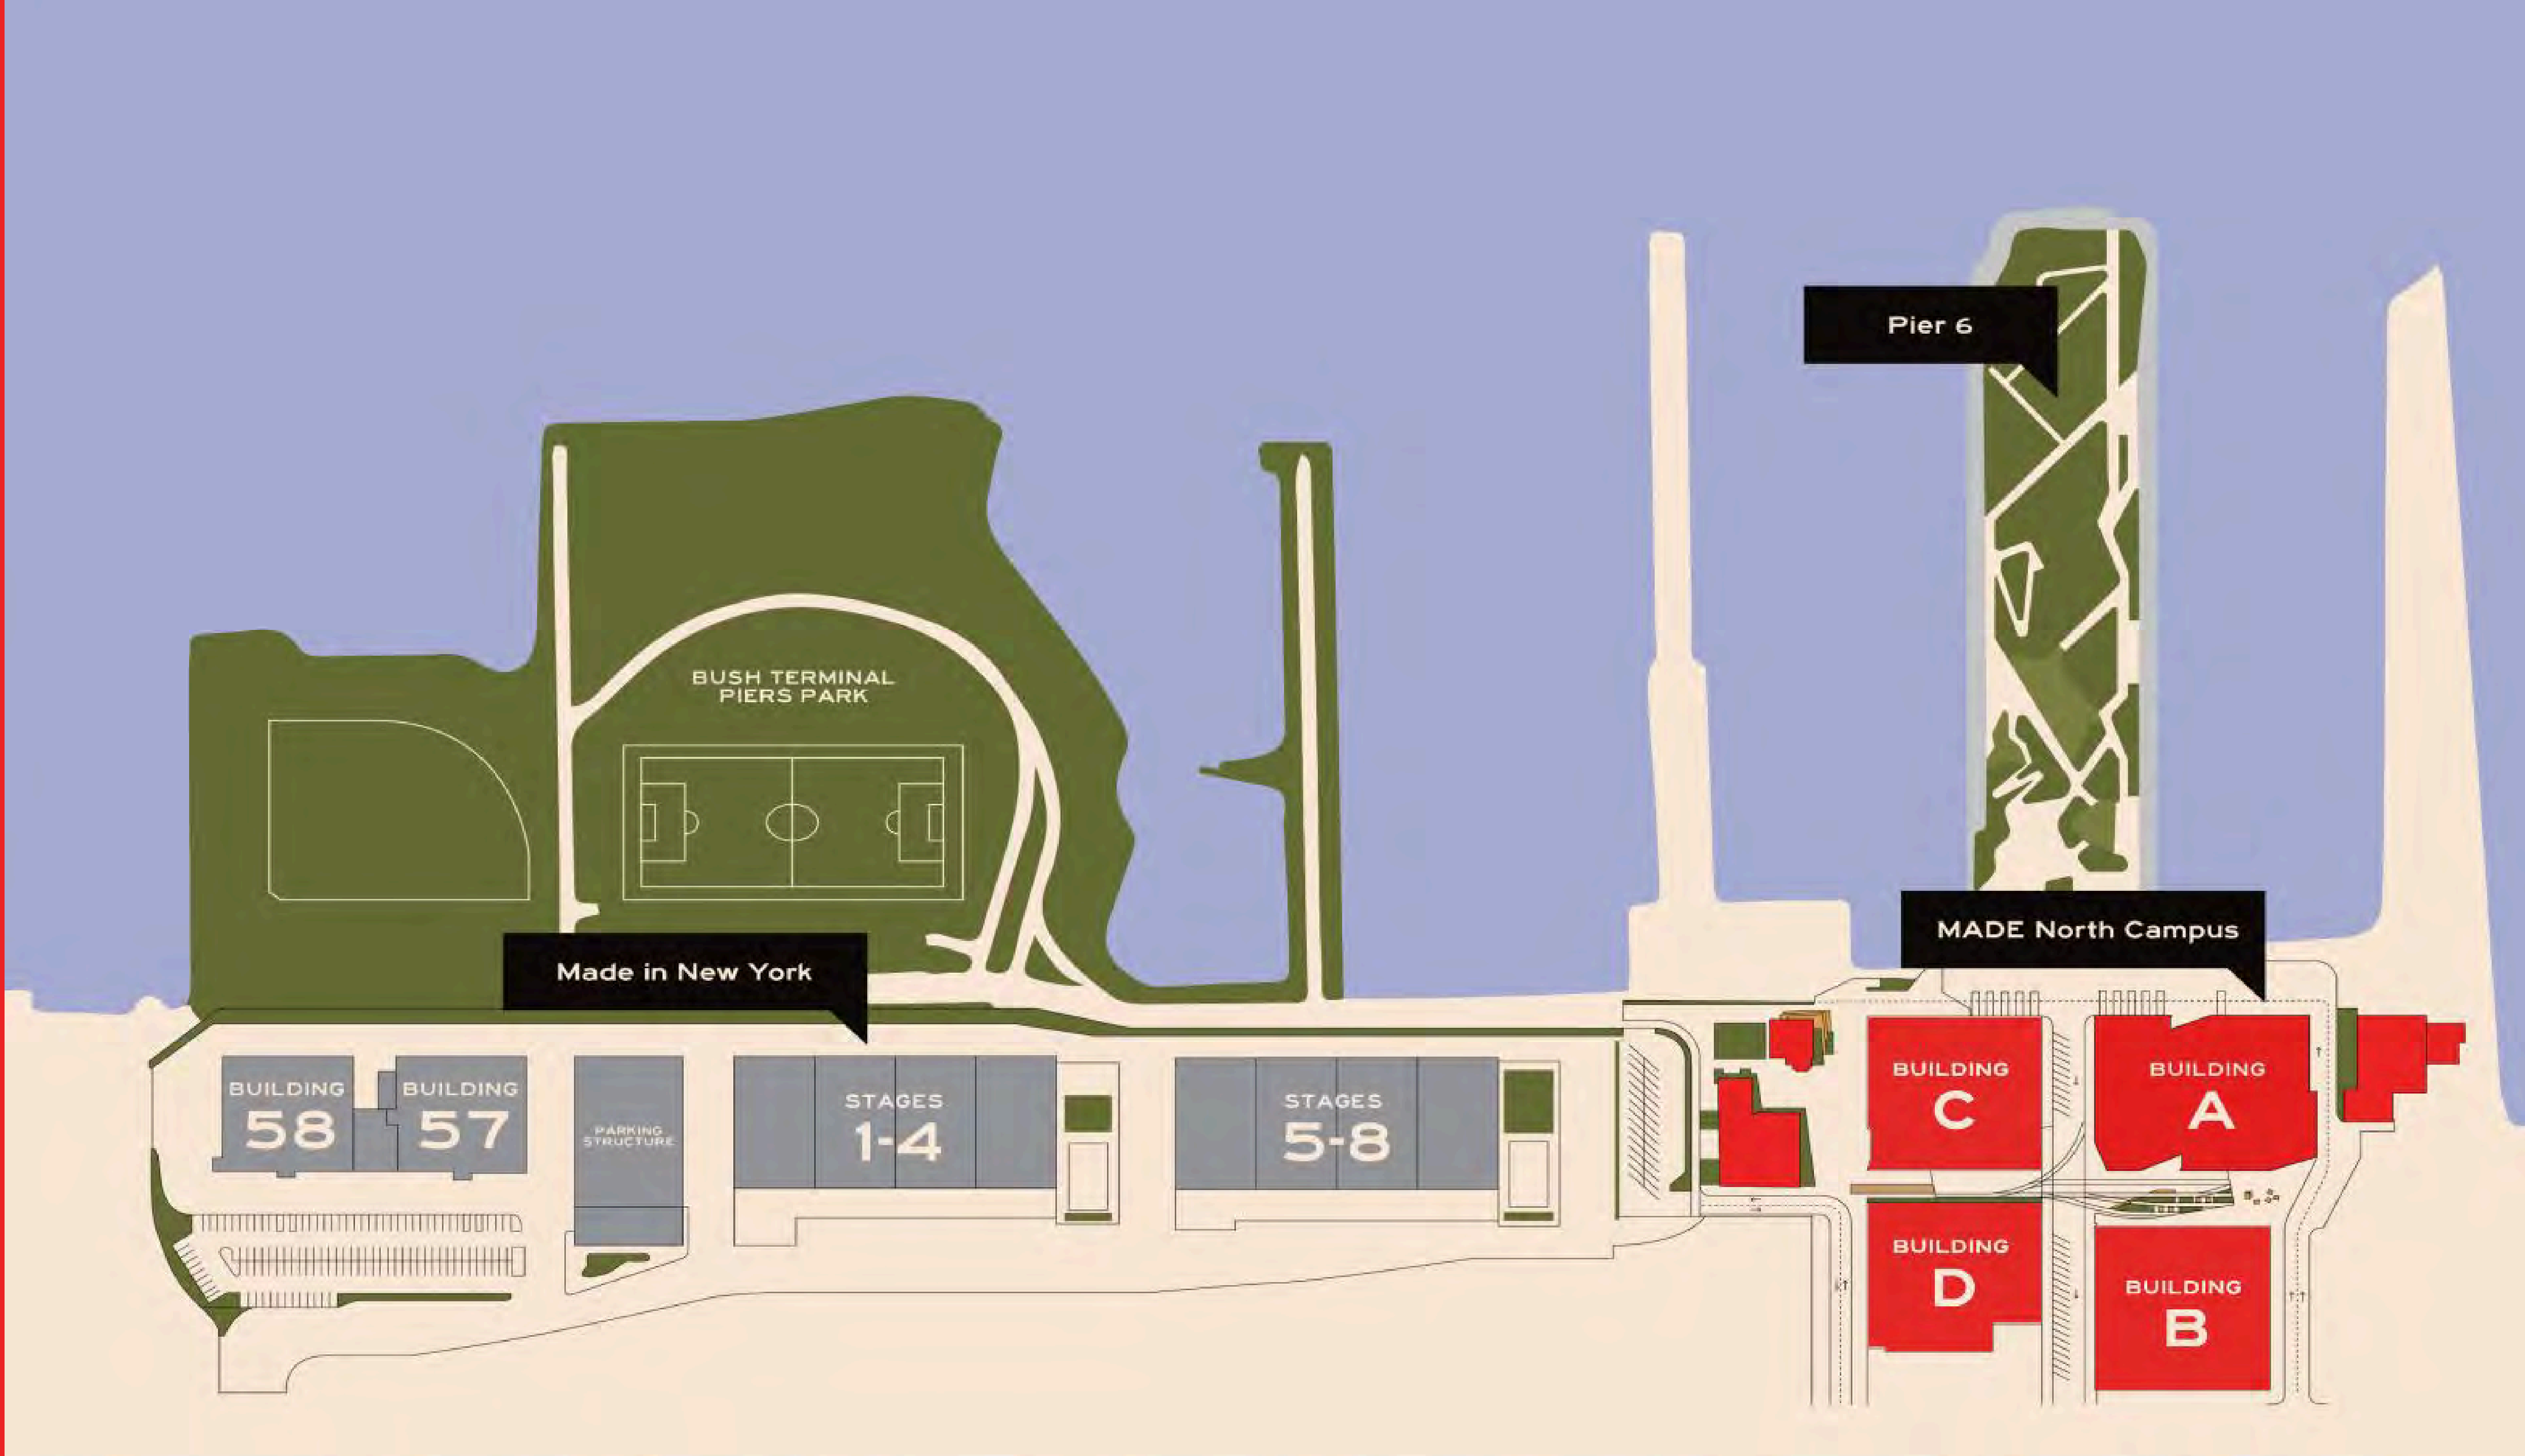 Pier 6
BUSH TERMINAL
PIERS PARK
MADE North Campus
Made in New York
BUILDING
58
BUILDING
57
PARKING
STRUCTURE
STAGES
1-4
STAGES
5-8
BUILDING
C
BUILDING
A
BUILDING
D
BUILDING
B